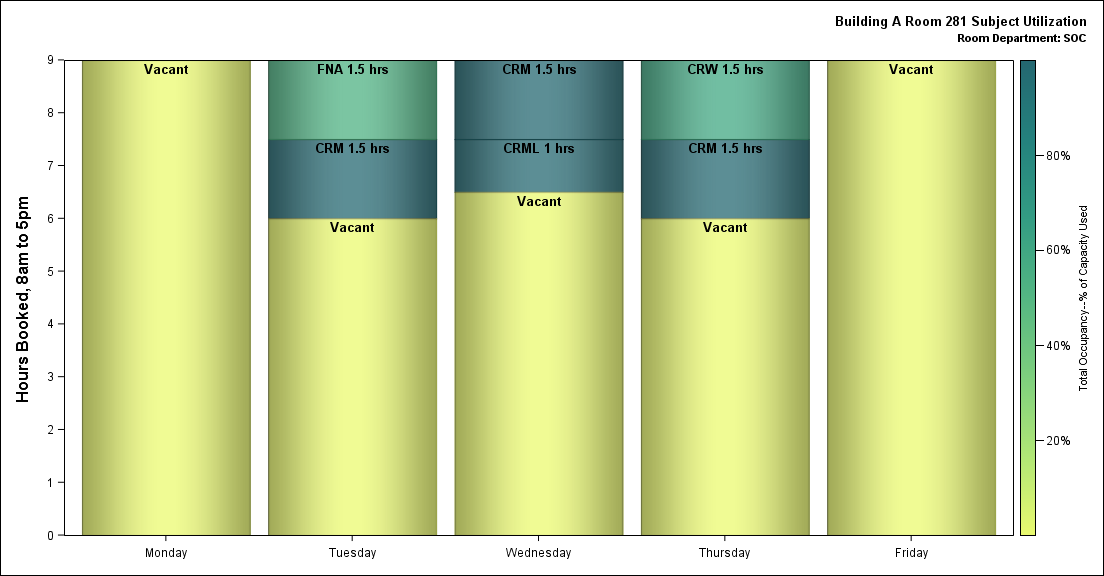 Building A Room 281 Subject Utilization
Room Department: SOC
Hours Booked, 8am to 5pm
9
8
7
6
5
4
3
2
1
0
Vacant
FNA 1.5 hrs
CRM 1.5 hrs
Vacant
CRM 1.5 hrs
CRML 1 hrs
Vacant
CRW 1.5 hrs
CRM 1.5 hrs
Vacant
Vacant
Monday
Tuesday
Wednesday
Thursday
Friday
80%
60%
40%
20%
Total Occupancy--% of Capacity Used